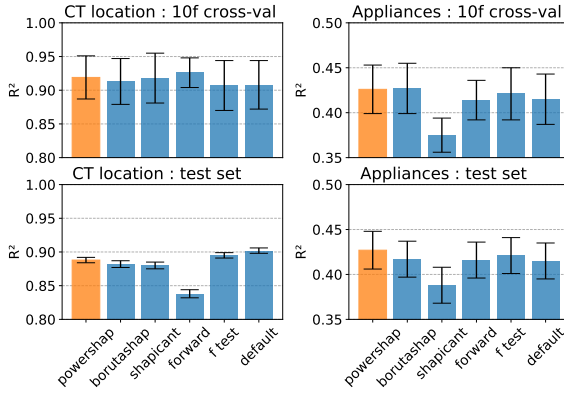 CT location : 10f cross-val
R²
1.00
0.95
0.90
0.85
0.80
Appliances : 10f cross-val
R²
0.50
0.45
0.40
0.35
CT location : test set
R²
1.00
0.95
0.90
0.85
0.80
powershap
borutashap
shapicant
forward
f test
default
Appliances : test set
R²
0.50
0.45
0.40
0.35
powershap
borutashap
shapicant
forward
f test
default